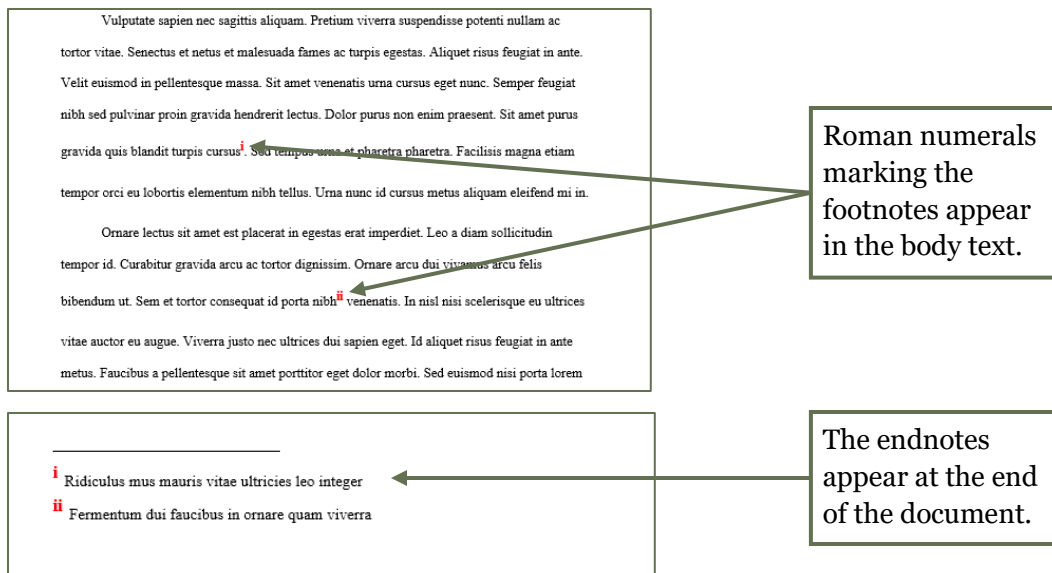 Vulputate sapien nec sagittis aliquam. Pretium viverra suspendisse potenti nullam ac
tortor vitae. Senectus et netus et malesuada fames ac turpis egestas. Aliquet risus feugiat in ante.
Velit euismod in pellentesque massa. Sit amet venenatis urna cursus eget nunc. Semper feugiat
nibh sed pulvinar proin gravida hendrerit lectus. Dolor purus non enim praesent. Sit amet purus
gravida quis blandit turpis cursusⁱ. Sed tempus urna et pharetra pharetra. Facilisis magna etiam
tempor orci eu lobortis elementum nibh tellus. Urna nunc id cursus metus aliquam eleifend mi in.
Ornare lectus sit amet est placerat in egestas erat imperdiet. Leo a diam sollicitudin
tempor id. Curabitur gravida arcu ac tortor dignissim. Ornare arcu dui vivamus arcu felis
bibendum ut. Sem et tortor consequat id porta nibhⁱⁱ venenatis. In nisl nisi scelerisque eu ultrices
vitae auctor eu augue. Viverra justo nec ultrices dui sapien eget. Id aliquet risus feugiat in ante
metus. Faucibus a pellentesque sit amet porttitor eget dolor morbi. Sed euismod nisi porta lorem
Roman numerals
marking the
footnotes appear
in the body text.
ⁱ Ridiculus mus mauris vitae ultricies leo integer
ⁱⁱ Fermentum dui faucibus in ornare quam viverra
The endnotes
appear at the end
of the document.